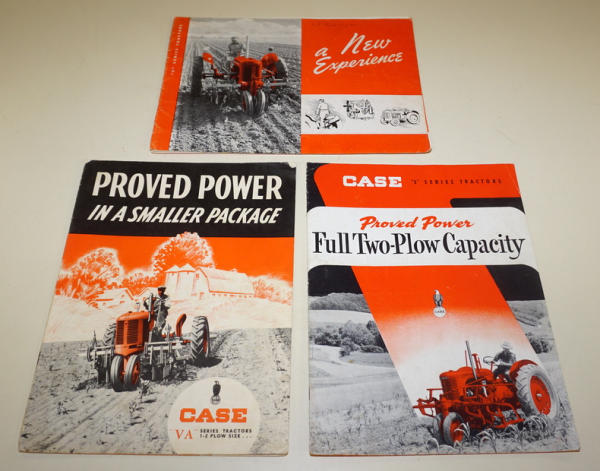 a New
Experience
PROVED POWER
IN A SMALLER PACKAGE
CASE
VA SERIES TRACTORS
1-2 PLOW SIZE...
CASE "S" SERIES TRACTORS
Proved Power
Full Two-Plow Capacity
CASE